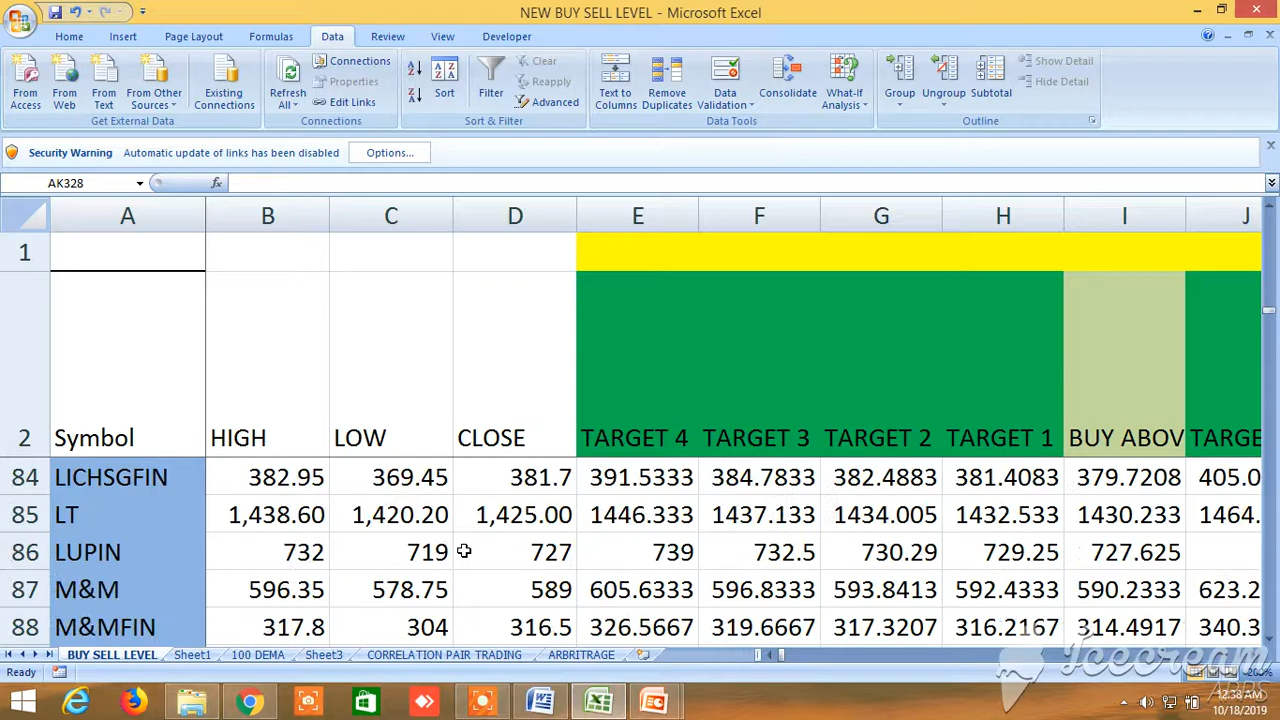 NEW BUY SELL LEVEL - Microsoft Excel
Home Insert Page Layout Formulas Data Review View Developer
From Access
From Web
From Text
From Other Sources
Existing Connections
Get External Data
Refresh All
Connections
Properties
Edit Links
Connections
Sort
Filter
Clear
Reapply
Advanced
Sort & Filter
Text to Columns
Remove Duplicates
Data Validation
Consolidate
What-If Analysis
Data Tools
Group
Ungroup
Subtotal
Show Detail
Hide Detail
Outline
Security Warning Automatic update of links has been disabled Options...
AK328 fx
A B C D E F G H I J
1
2 Symbol HIGH LOW CLOSE TARGET 4 TARGET 3 TARGET 2 TARGET 1 BUY ABOV TARGE
84 LICHSGFIN 382.95 369.45 381.7 391.5333 384.7833 382.4883 381.4083 379.7208 405.0
85 LT 1,438.60 1,420.20 1,425.00 1446.333 1437.133 1434.005 1432.533 1430.233 1464.
86 LUPIN 732 719 727 739 732.5 730.29 729.25 727.625
87 M&M 596.35 578.75 589 605.6333 596.8333 593.8413 592.4333 590.2333 623.2
88 M&MFIN 317.8 304 316.5 326.5667 319.6667 317.3207 316.2167 314.4917 340.3
BUY SELL LEVEL Sheet1 100 DEMA Sheet3 CORRELATION PAIR TRADING ARBRITRAGE
Ready 200%
Icecream
APPS
12:38 AM
10/18/2019